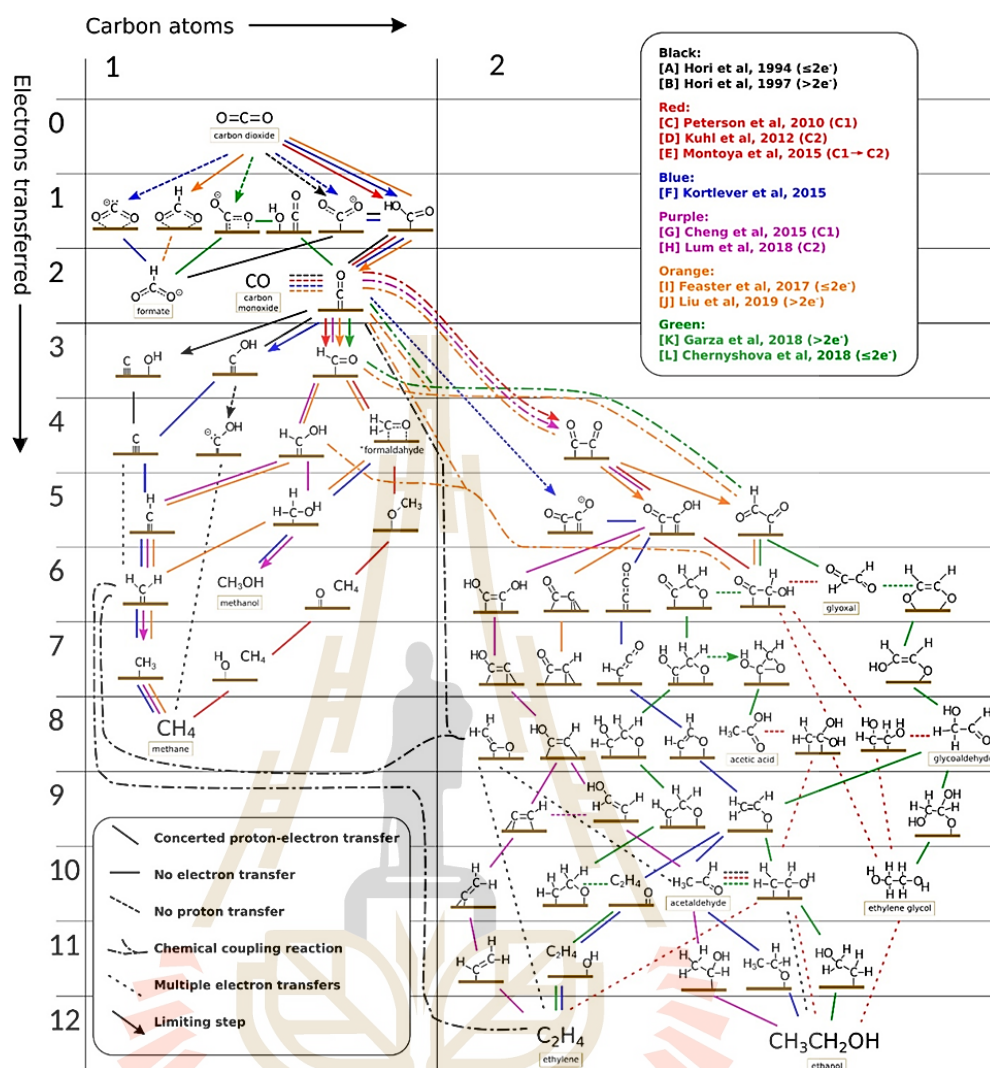 Carbon atoms
1
2
Electrons transferred
Black:
[A] Hori et al, 1994 (≤2e⁻)
[B] Hori et al, 1997 (>2e⁻)
Red:
[C] Peterson et al, 2010 (C1)
[D] Kuhl et al, 2012 (C2)
[E] Montoya et al, 2015 (C1→C2)
Blue:
[F] Kortlever et al, 2015
Purple:
[G] Cheng et al, 2015 (C1)
[H] Lum et al, 2018 (C2)
Orange:
[I] Feaster et al, 2017 (≤2e⁻)
[J] Liu et al, 2019 (>2e⁻)
Green:
[K] Garza et al, 2018 (>2e⁻)
[L] Chernyshova et al, 2018 (≤2e⁻)
0
O=C=O
carbon dioxide
1
2
formate
CO
carbon
monoxide
3
4
formaldahyde
5
6
CH₃OH
methanol
CH₄
glyoxal
7
CH₃
CH₄
8
CH₄
methane
acetic acid
glycoaldehyde
9
10
C₂H₄
acetaldehyde
ethylene glycol
11
C₂H₄
12
C₂H₄
ethylene
CH₃CH₂OH
ethanol
Concerted proton-electron transfer
No electron transfer
No proton transfer
Chemical coupling reaction
Multiple electron transfers
Limiting step